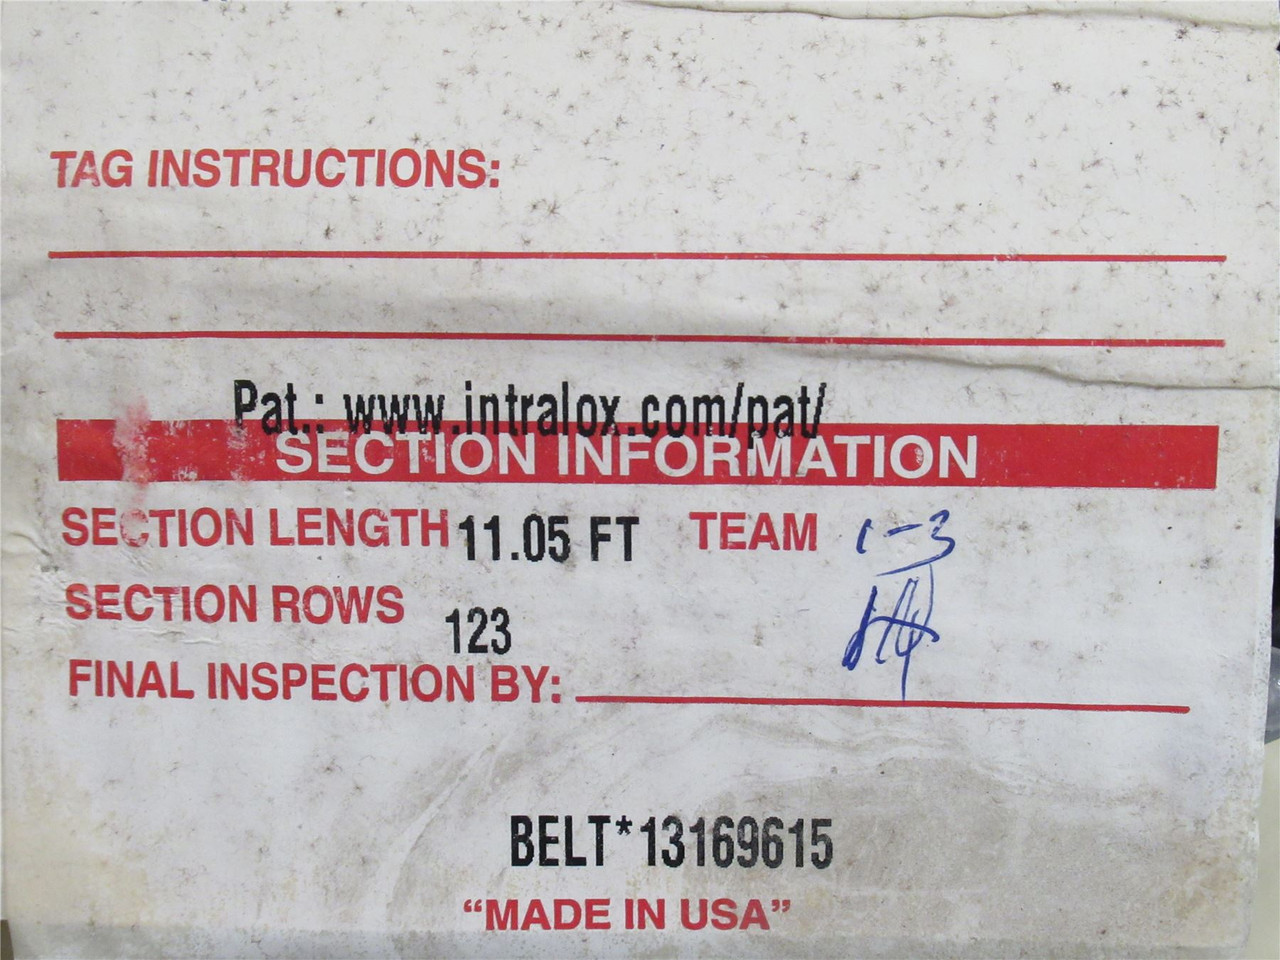 TAG INSTRUCTIONS:
Pat.: www.intralox.com/pat/
SECTION INFORMATION
SECTION LENGTH 11.05 FT TEAM 1-3
SECTION ROWS 123
FINAL INSPECTION BY:
BELT*13169615
"MADE IN USA"